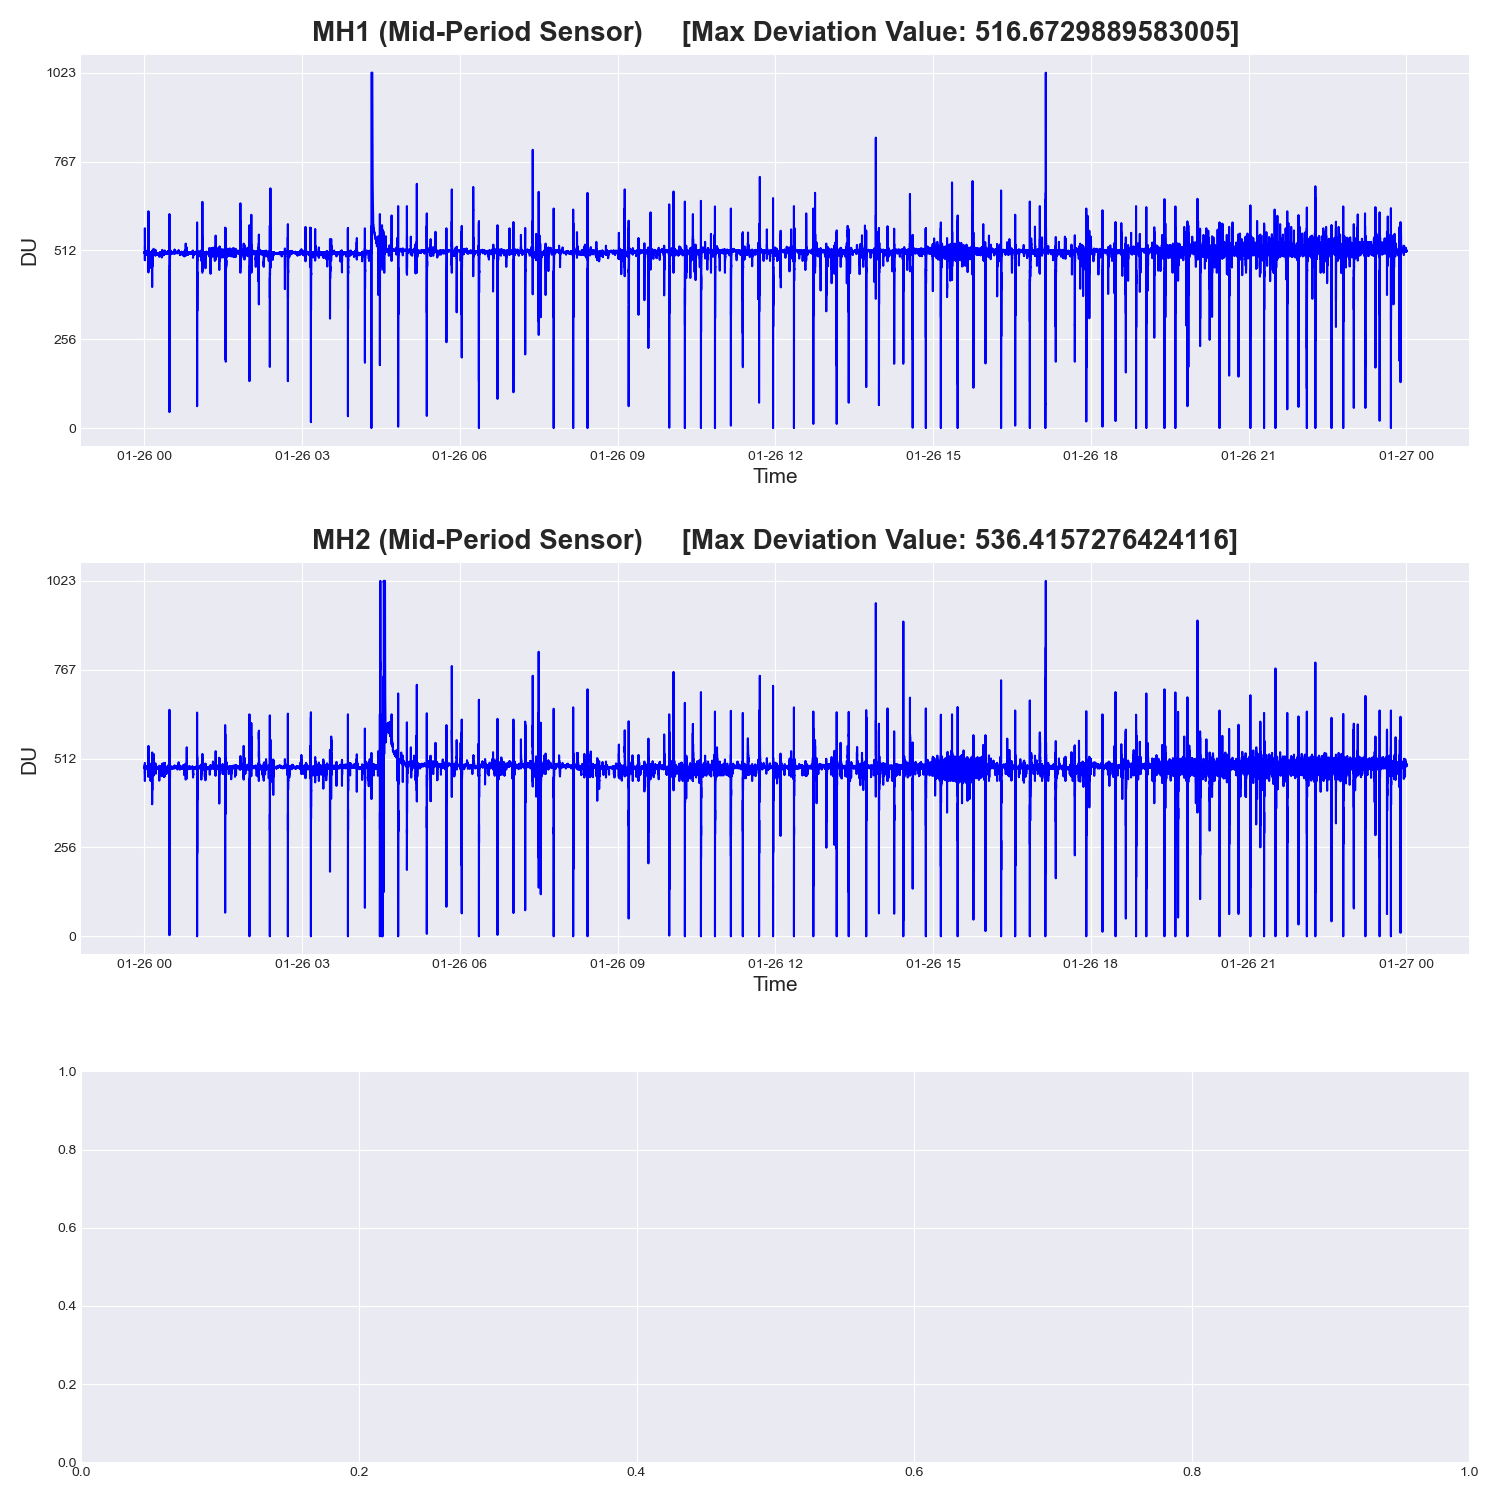 MH1 (Mid-Period Sensor) [Max Deviation Value: 516.6729889583005]
1023
767
512
256
0
DU
01-26 00 01-26 03 01-26 06 01-26 09 01-26 12 01-26 15 01-26 18 01-26 21 01-27 00
Time
MH2 (Mid-Period Sensor) [Max Deviation Value: 536.4157276424116]
1023
767
512
256
0
DU
01-26 00 01-26 03 01-26 06 01-26 09 01-26 12 01-26 15 01-26 18 01-26 21 01-27 00
Time
1.0
0.8
0.6
0.4
0.2
0.0
0.0 0.2 0.4 0.6 0.8 1.0